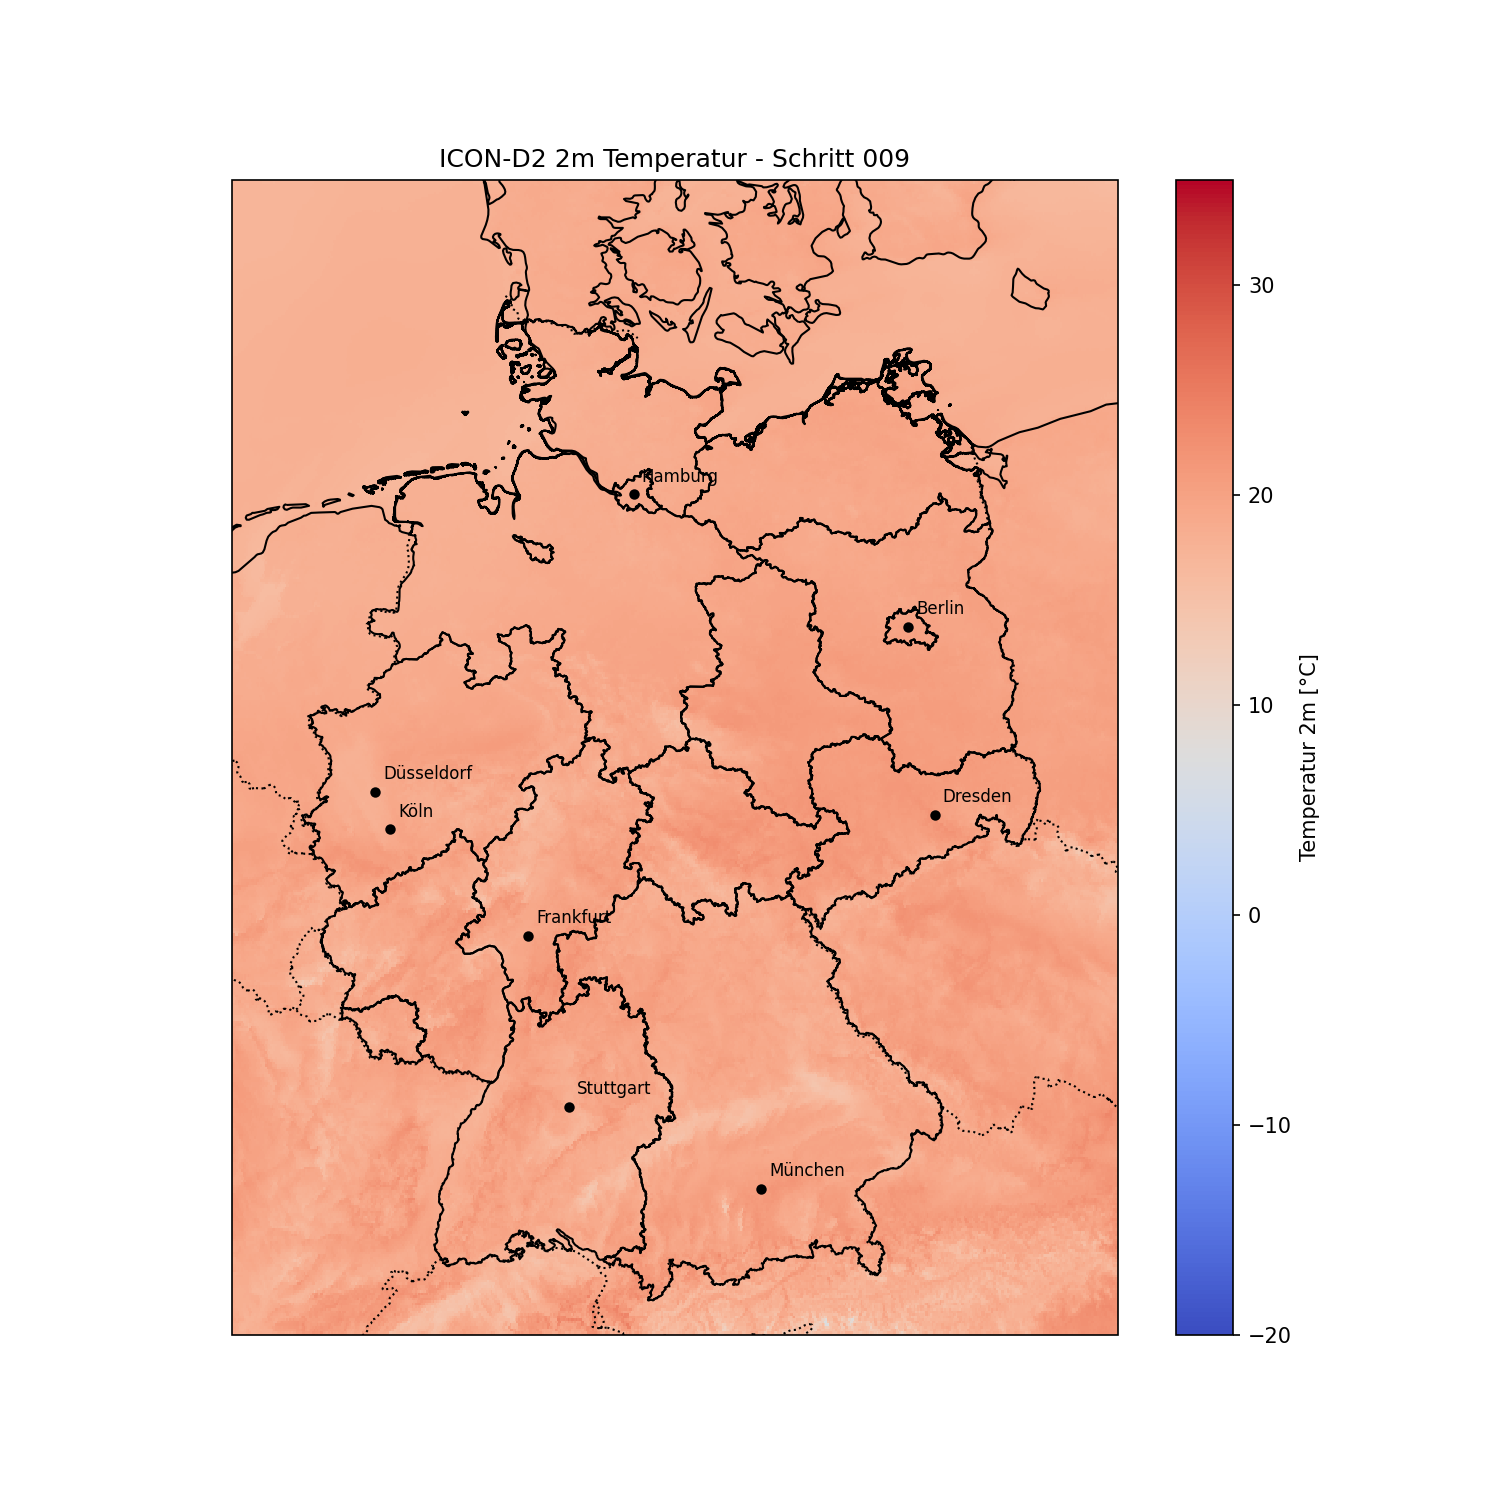 ICON-D2 2m Temperatur - Schritt 009
Hamburg
Berlin
Düsseldorf
Köln
Dresden
Frankfurt
Stuttgart
München
30
20
10
0
−10
−20
Temperatur 2m [°C]